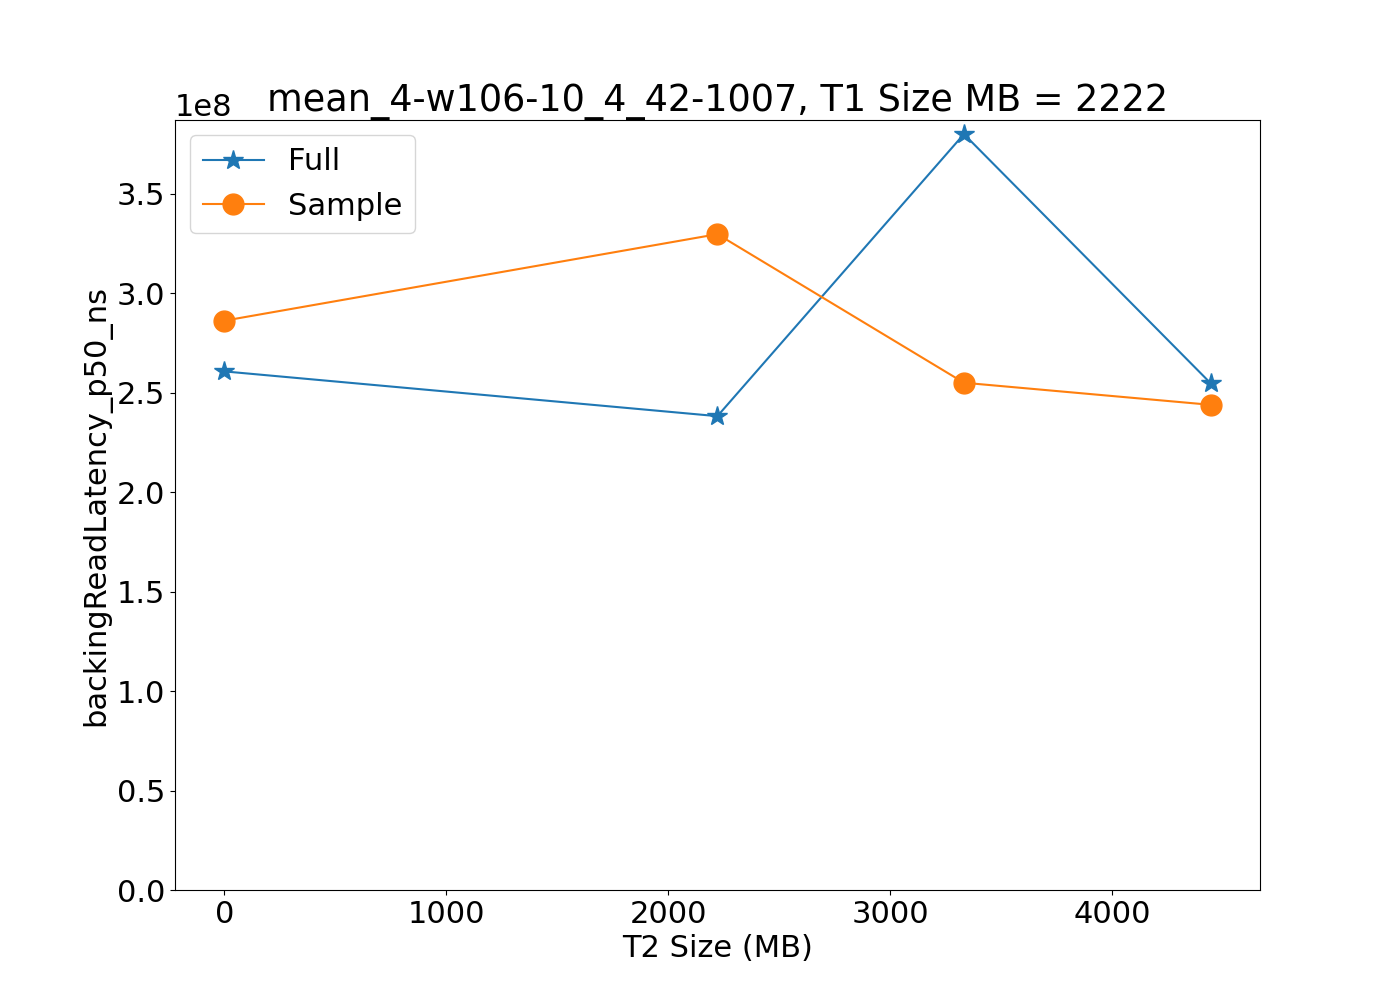 mean_4-w106-10_4_42-1007, T1 Size MB = 2222
1e8
Full
Sample
3.5
3.0
2.5
2.0
1.5
1.0
0.5
0.0
backingReadLatency_p50_ns
0 1000 2000 3000 4000
T2 Size (MB)